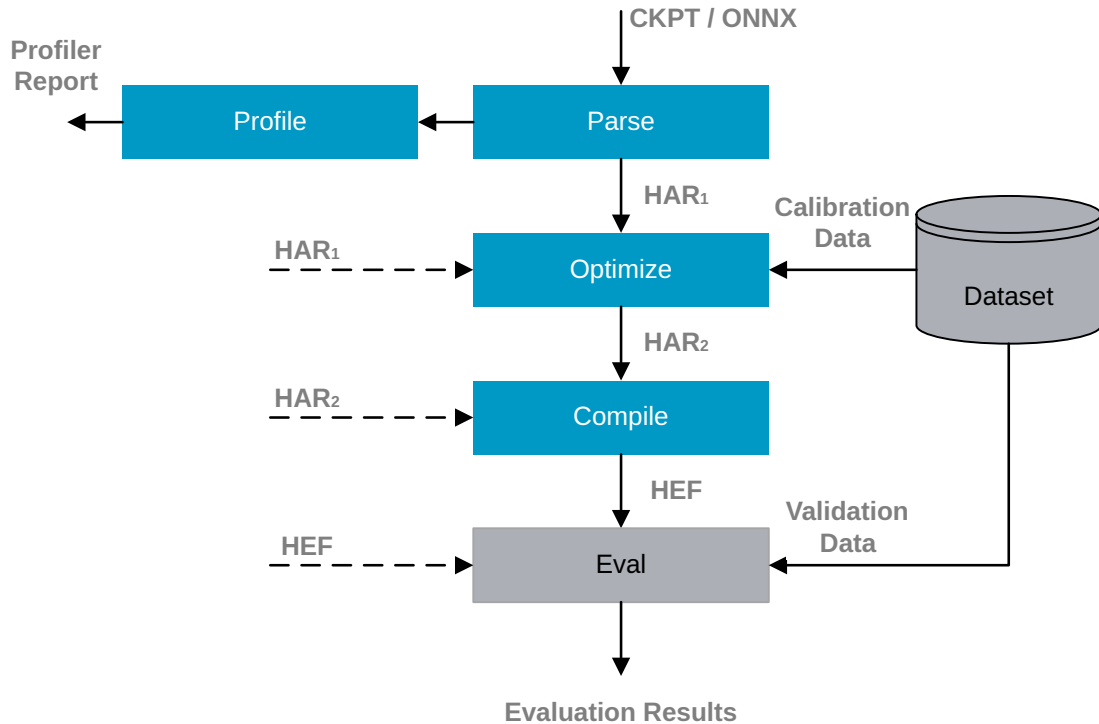 CKPT / ONNX
Profiler
Report
Profile
Parse
HAR₁
Calibration
Data
HAR₁
Optimize
Dataset
HAR₂
HAR₂
Compile
HEF
Validation
Data
HEF
Eval
Evaluation Results